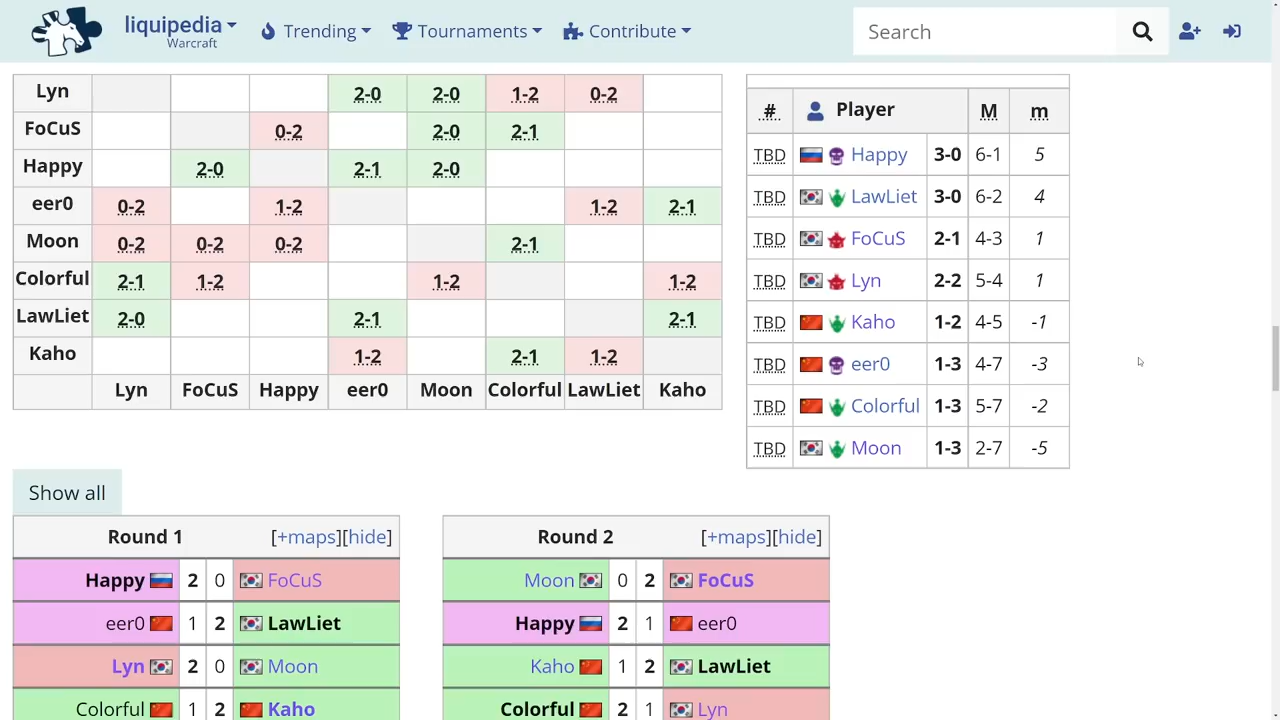 liquipedia
Warcraft
Trending
Tournaments
Contribute
Search
Lyn 2-0 2-0 1-2 0-2
FoCuS 0-2 2-0 2-1
Happy 2-0 2-1 2-0
eer0 0-2 1-2 1-2 2-1
Moon 0-2 0-2 0-2 2-1
Colorful 2-1 1-2 1-2 1-2
LawLiet 2-0 2-1 2-1
Kaho 1-2 2-1 1-2
Lyn FoCuS Happy eer0 Moon Colorful LawLiet Kaho
# Player M m
TBD Happy 3-0 6-1 5
TBD LawLiet 3-0 6-2 4
TBD FoCuS 2-1 4-3 1
TBD Lyn 2-2 5-4 1
TBD Kaho 1-2 4-5 -1
TBD eer0 1-3 4-7 -3
TBD Colorful 1-3 5-7 -2
TBD Moon 1-3 2-7 -5
Show all
Round 1 [+maps][hide]
Happy 2 0 FoCuS
eer0 1 2 LawLiet
Lyn 2 0 Moon
Colorful 1 2 Kaho
Round 2 [+maps][hide]
Moon 0 2 FoCuS
Happy 2 1 eer0
Kaho 1 2 LawLiet
Colorful 2 1 Lyn